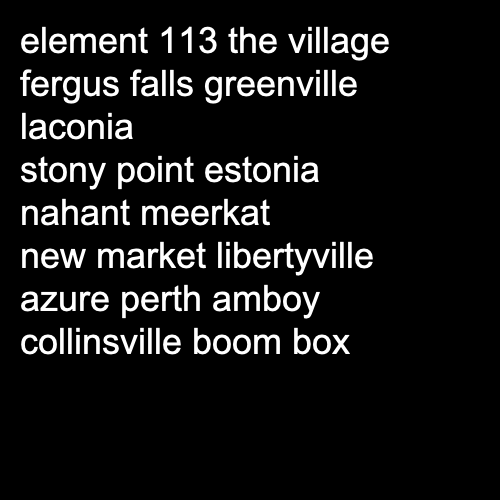 element 113 the village
fergus falls greenville
laconia
stony point estonia
nahant meerkat
new market libertyville
azure perth amboy
collinsville boom box